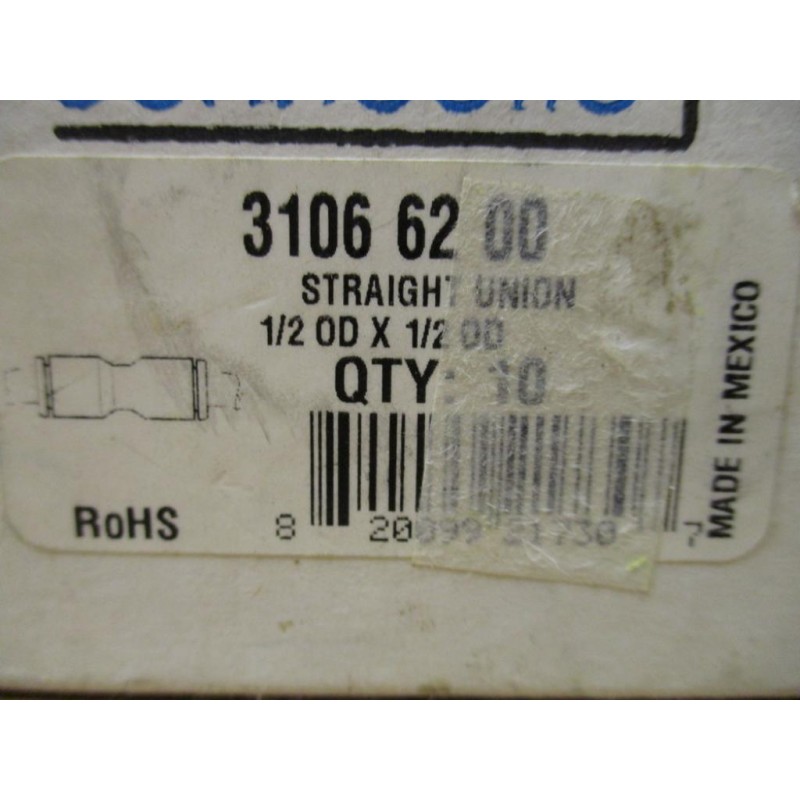 3106 62 00
STRAIGHT UNION
1/2 OD X 1/2 OD
QTY: 10
RoHS
8 20899 21730 7
MADE IN MEXICO